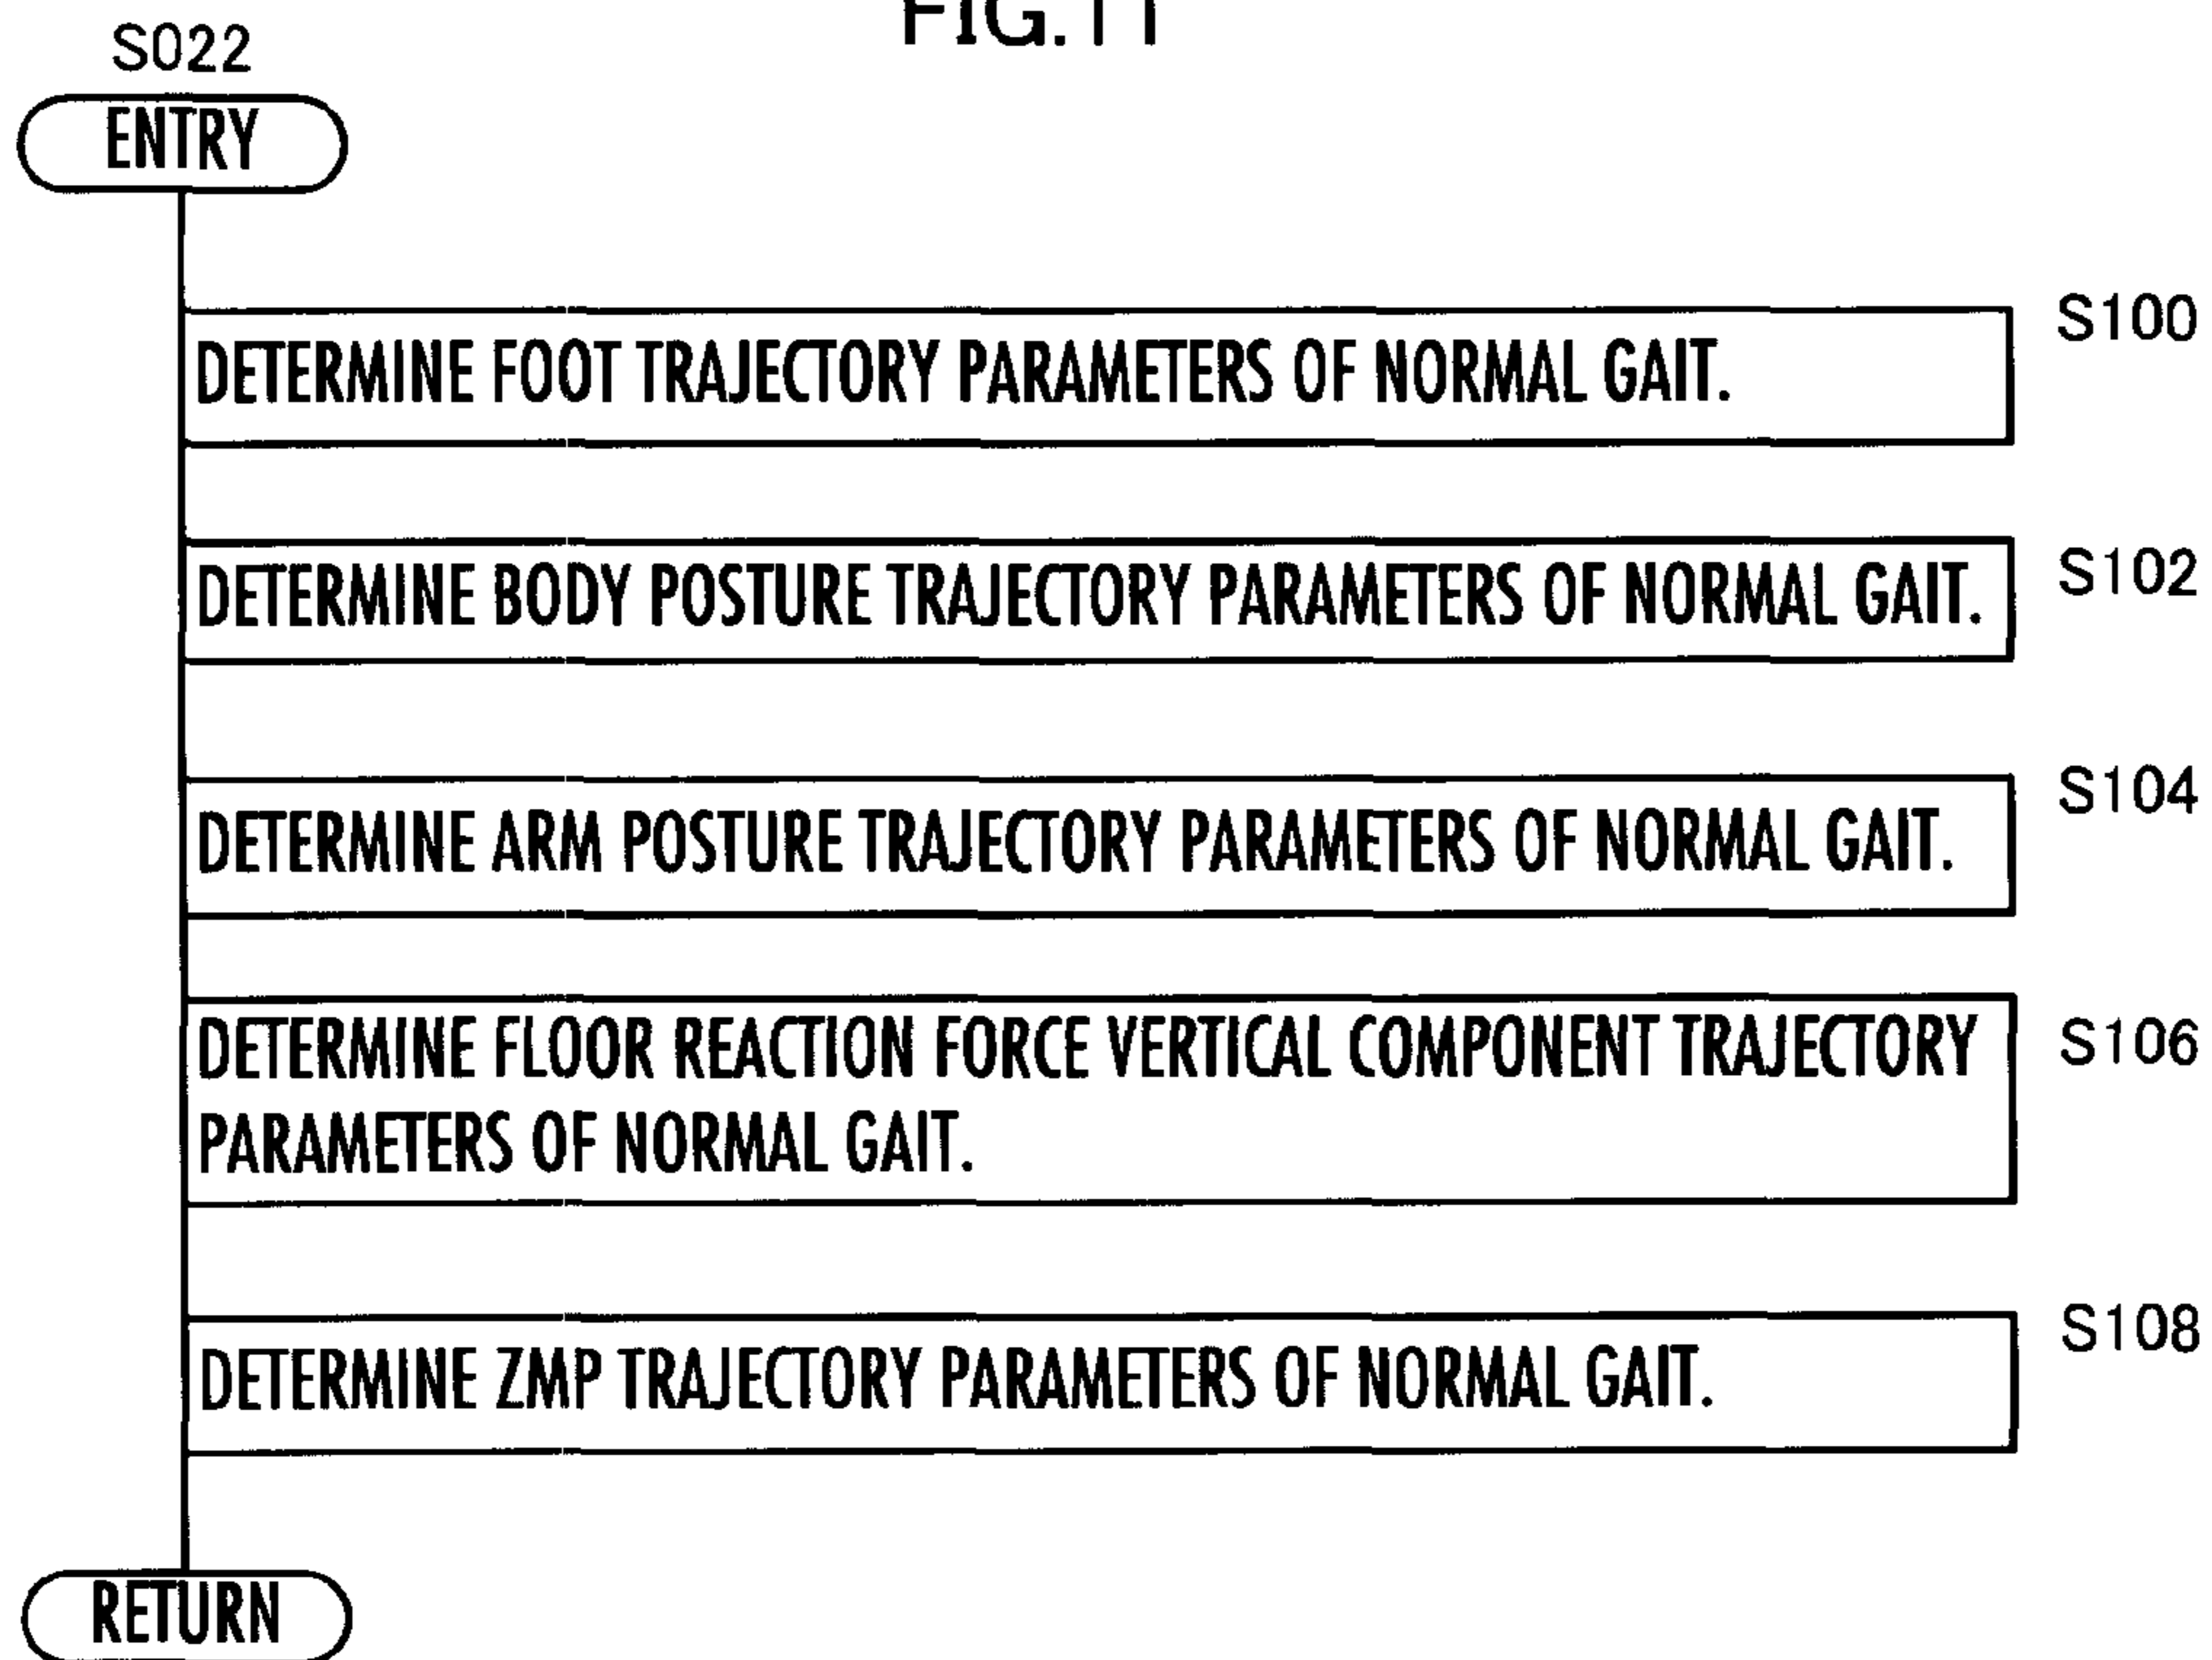 FIG.11
S022
ENTRY
DETERMINE FOOT TRAJECTORY PARAMETERS OF NORMAL GAIT.
S100
DETERMINE BODY POSTURE TRAJECTORY PARAMETERS OF NORMAL GAIT.
S102
DETERMINE ARM POSTURE TRAJECTORY PARAMETERS OF NORMAL GAIT.
S104
DETERMINE FLOOR REACTION FORCE VERTICAL COMPONENT TRAJECTORY
S106
PARAMETERS OF NORMAL GAIT.
DETERMINE ZMP TRAJECTORY PARAMETERS OF NORMAL GAIT.
S108
RETURN